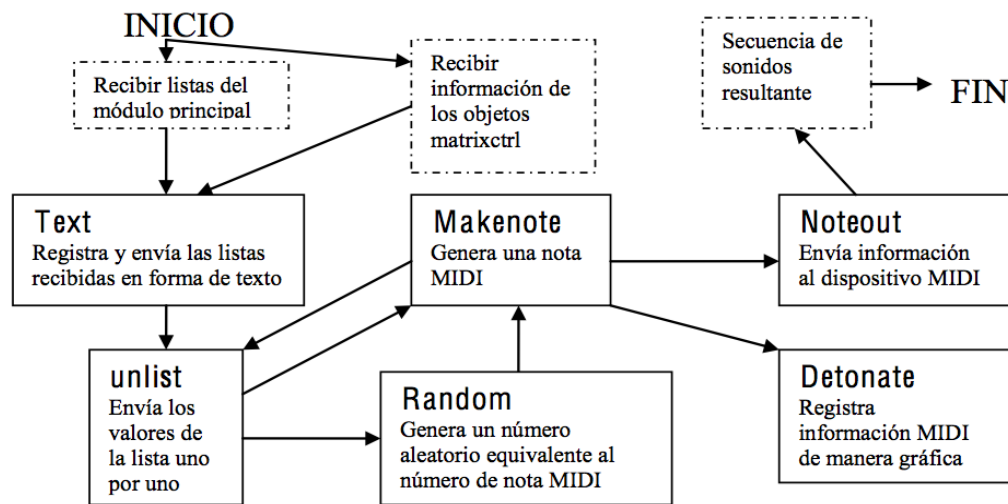 INICIO
Recibir listas del
módulo principal
Recibir
información de
los objetos
matrixctrl
Secuencia de
sonidos
resultante
FIN
Text
Registra y envía las listas
recibidas en forma de texto
Makenote
Genera una nota
MIDI
Noteout
Envía información
al dispositivo MIDI
unlist
Envía los
valores de
la lista uno
por uno
Random
Genera un número
aleatorio equivalente al
número de nota MIDI
Detonate
Registra
información MIDI
de manera gráfica